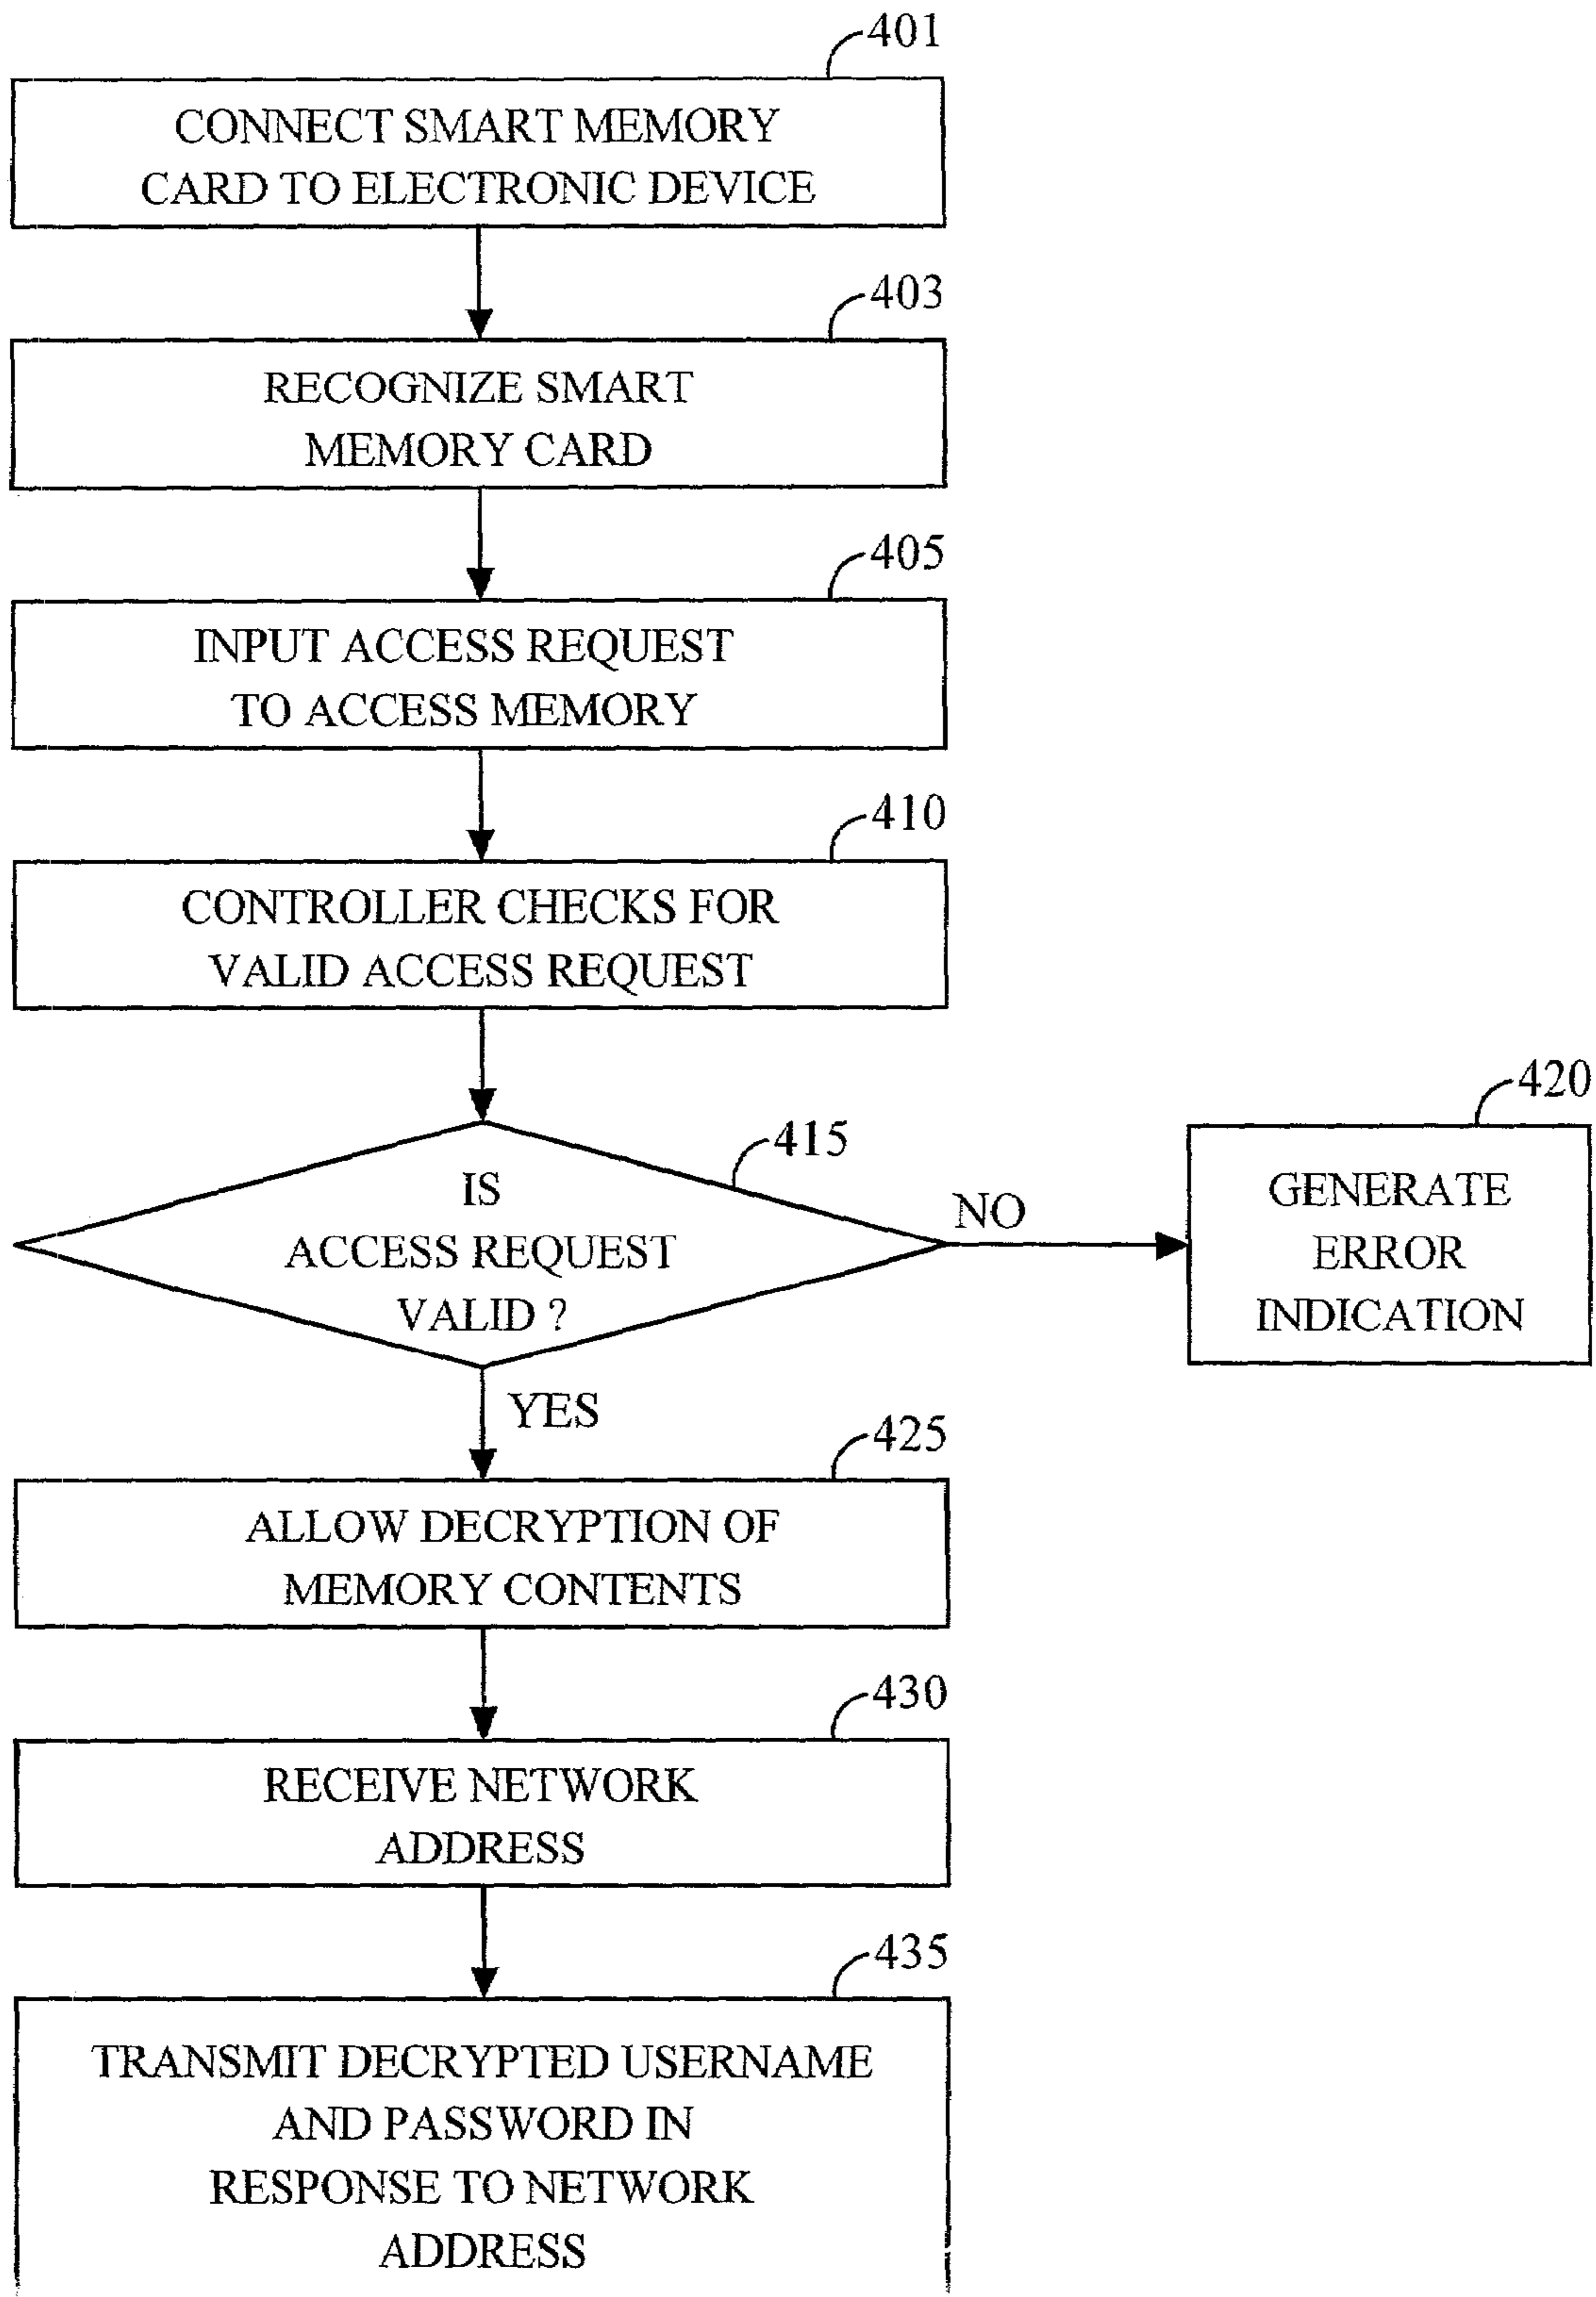 401
CONNECT SMART MEMORY
CARD TO ELECTRONIC DEVICE
403
RECOGNIZE SMART
MEMORY CARD
405
INPUT ACCESS REQUEST
TO ACCESS MEMORY
410
CONTROLLER CHECKS FOR
VALID ACCESS REQUEST
415
IS
ACCESS REQUEST
VALID ?
NO
420
GENERATE
ERROR
INDICATION
YES
425
ALLOW DECRYPTION OF
MEMORY CONTENTS
430
RECEIVE NETWORK
ADDRESS
435
TRANSMIT DECRYPTED USERNAME
AND PASSWORD IN
RESPONSE TO NETWORK
ADDRESS